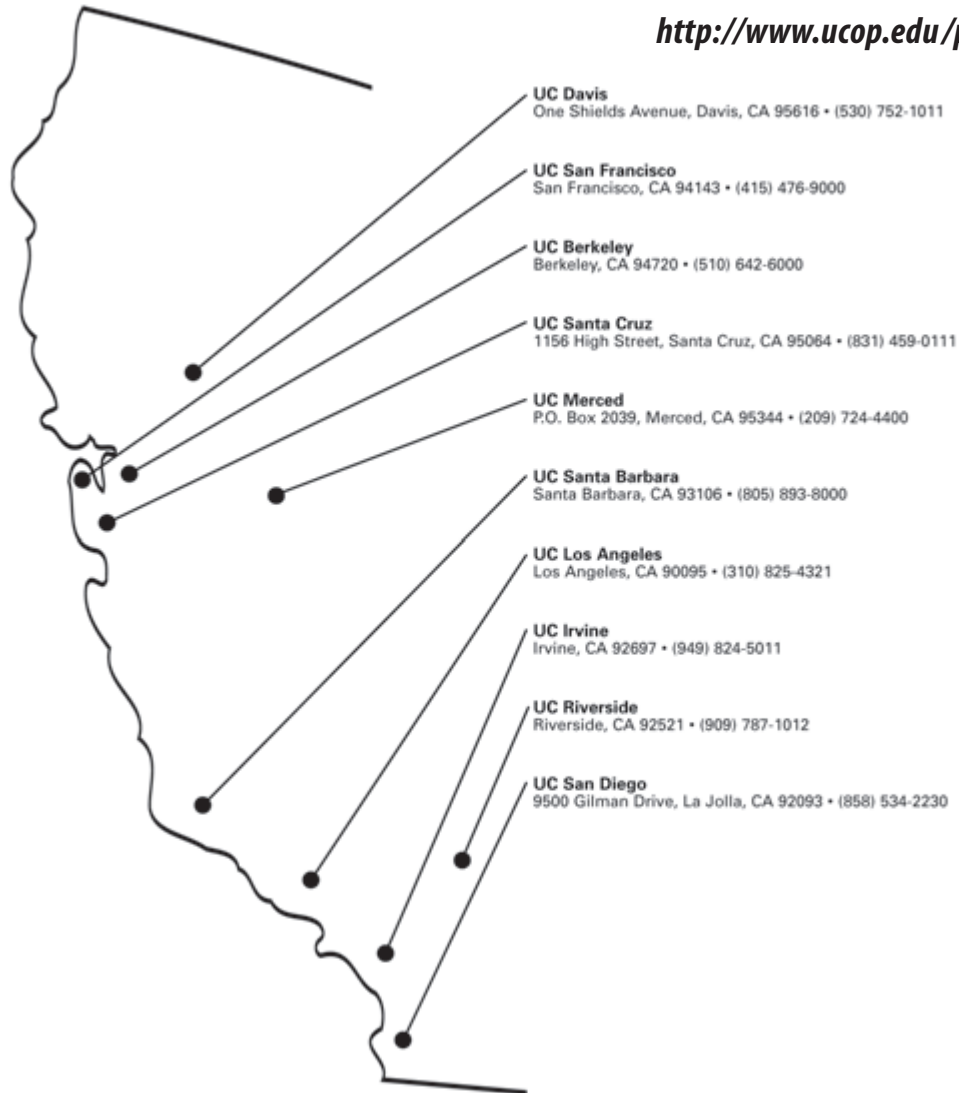 http://www.ucop.edu/p
UC Davis
One Shields Avenue, Davis, CA 95616 • (530) 752-1011
UC San Francisco
San Francisco, CA 94143 • (415) 476-9000
UC Berkeley
Berkeley, CA 94720 • (510) 642-6000
UC Santa Cruz
1156 High Street, Santa Cruz, CA 95064 • (831) 459-0111
UC Merced
P.O. Box 2039, Merced, CA 95344 • (209) 724-4400
UC Santa Barbara
Santa Barbara, CA 93106 • (805) 893-8000
UC Los Angeles
Los Angeles, CA 90095 • (310) 825-4321
UC Irvine
Irvine, CA 92697 • (949) 824-5011
UC Riverside
Riverside, CA 92521 • (909) 787-1012
UC San Diego
9500 Gilman Drive, La Jolla, CA 92093 • (858) 534-2230